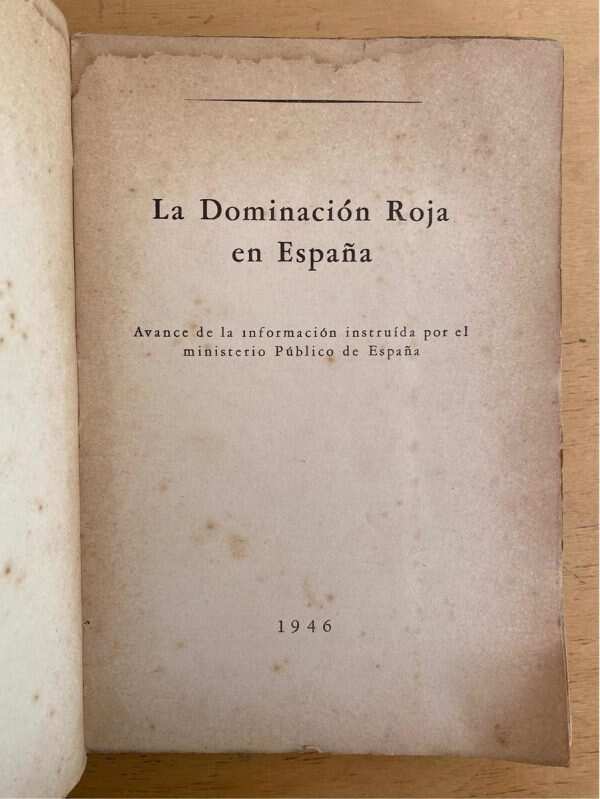 La Dominación Roja
en España
Avance de la información instruída por el
ministerio Público de España
1946